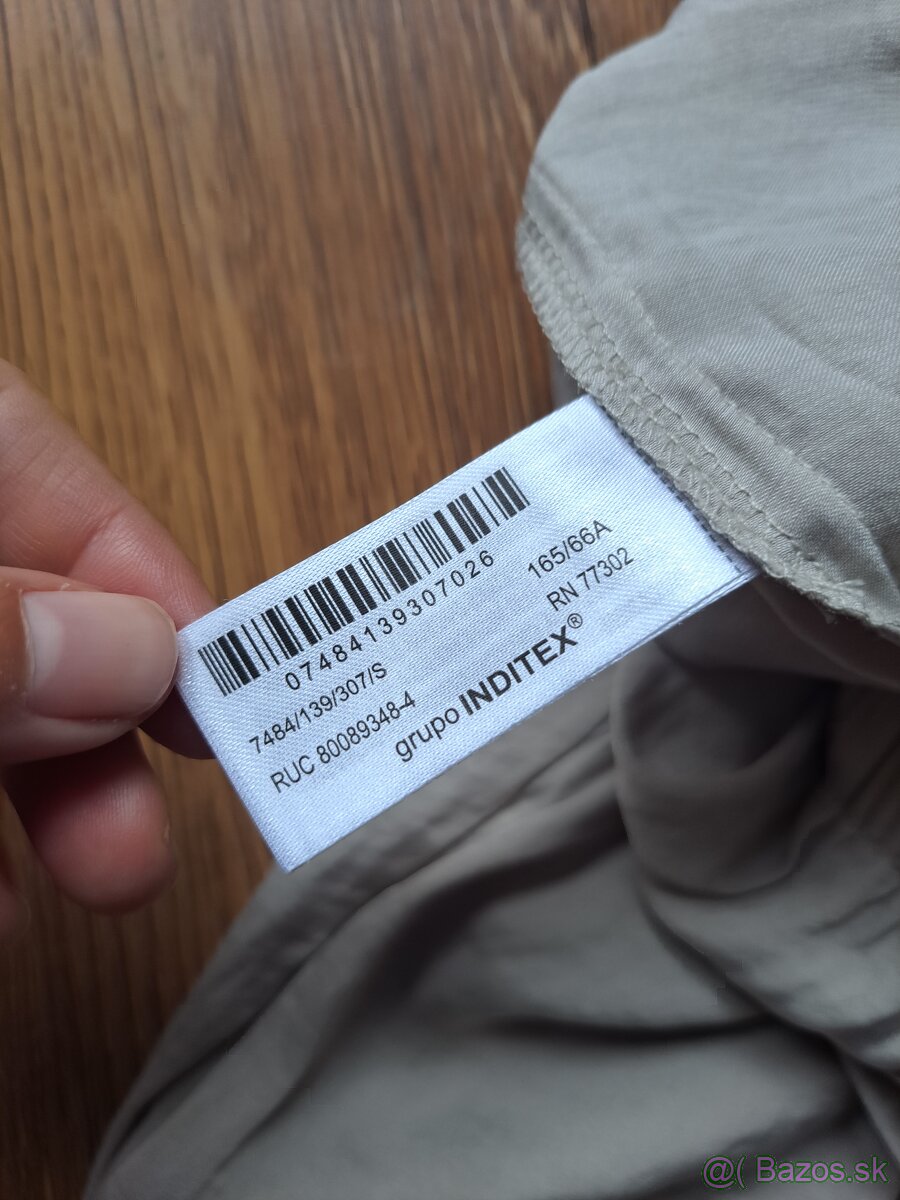 07484139307026
165/66A
7484/139/307/S
RN 77302
RUC 80089348-4
grupo INDITEX®
@( Bazos.sk